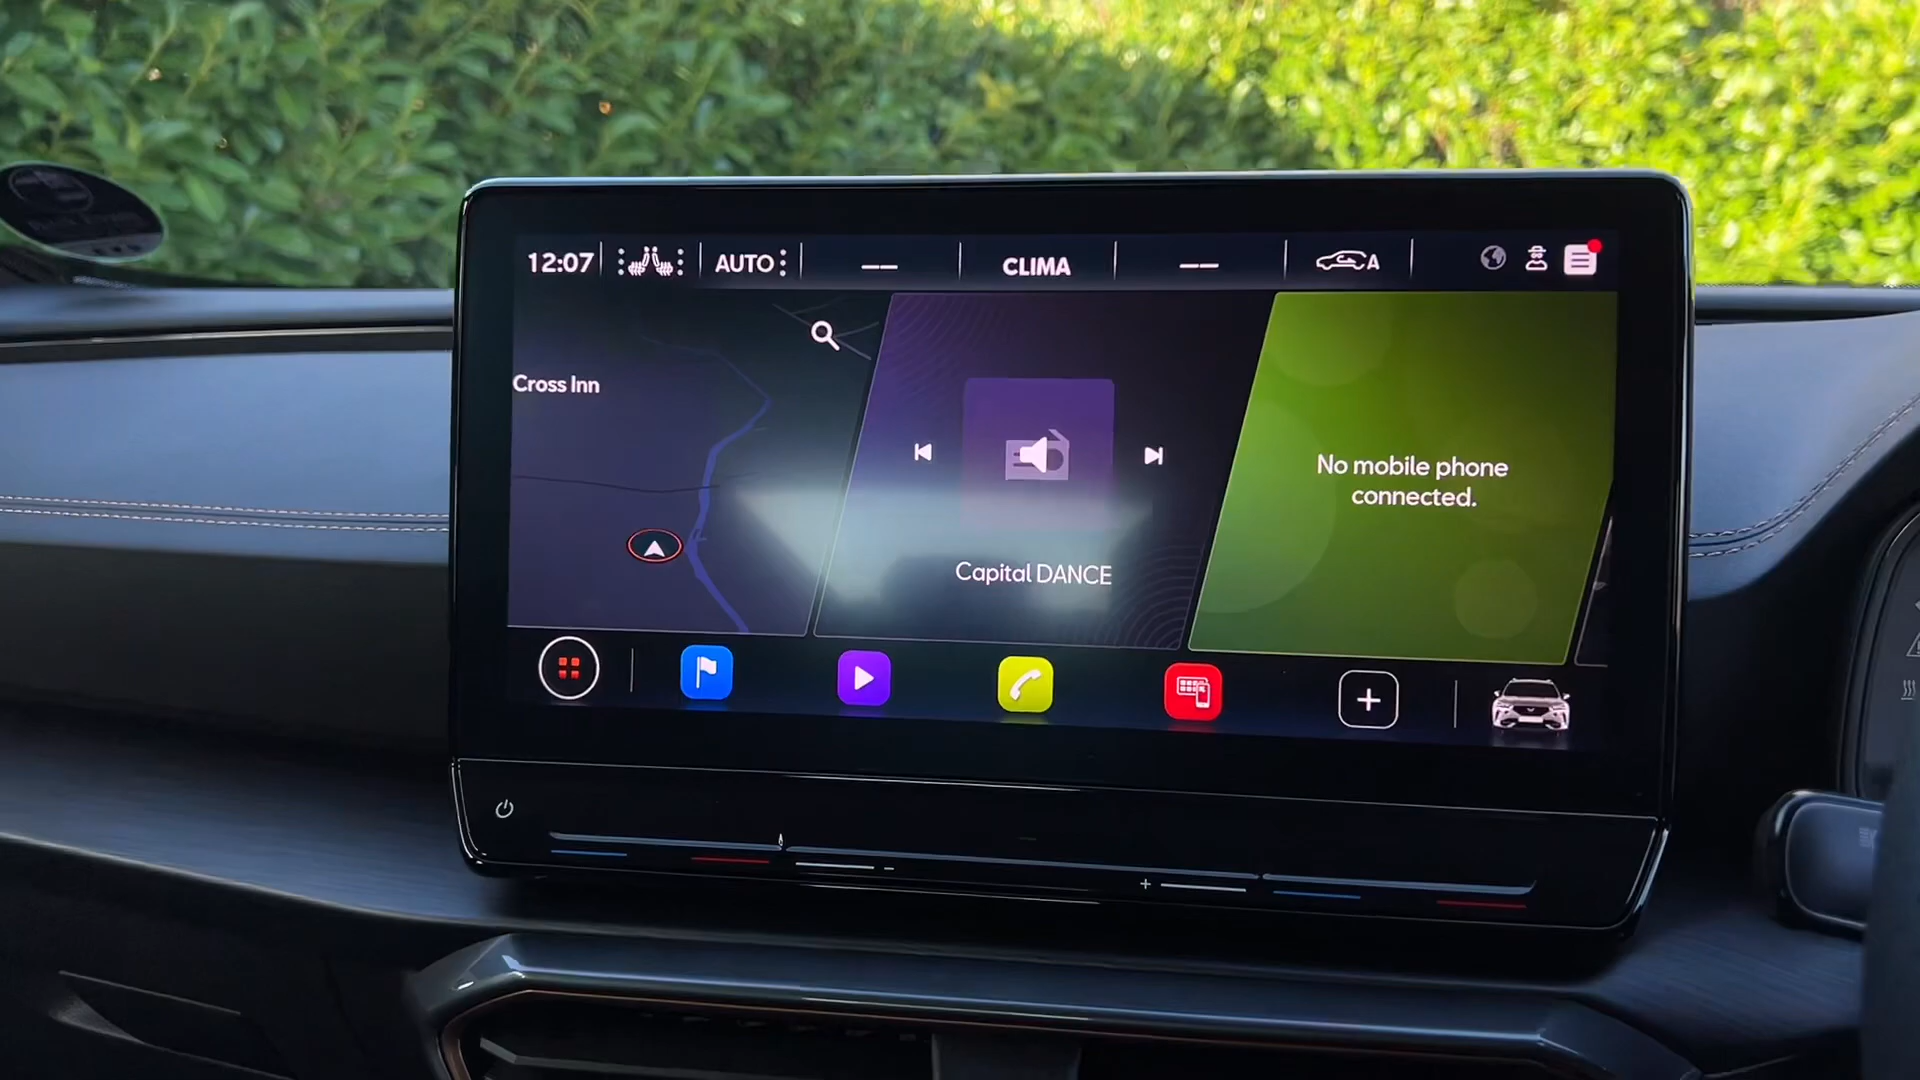 12:07
AUTO
CLIMA
A
Cross Inn
Capital DANCE
No mobile phone
connected.